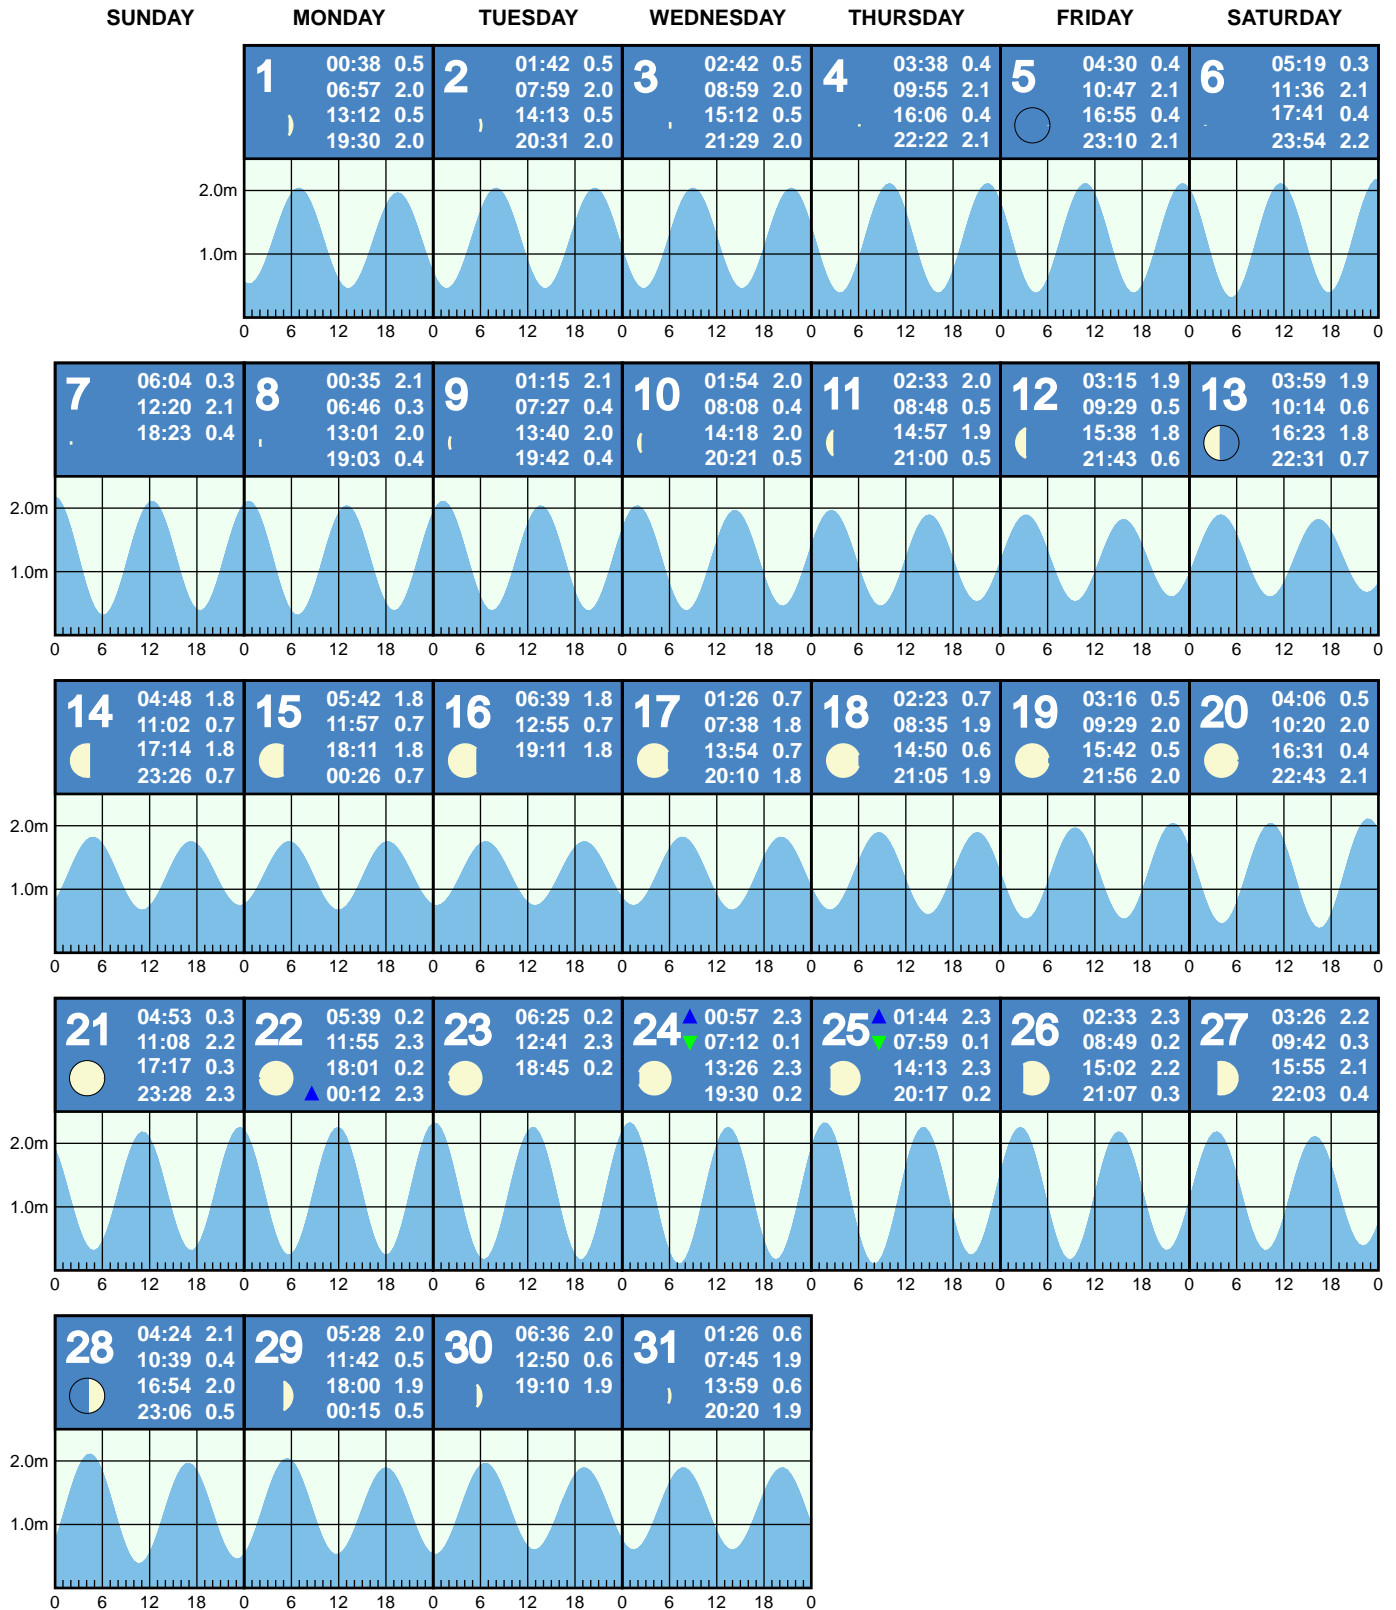 SUNDAY MONDAY TUESDAY WEDNESDAY THURSDAY FRIDAY SATURDAY
1 00:38 0.5
06:57 2.0
13:12 0.5
19:30 2.0
2 01:42 0.5
07:59 2.0
14:13 0.5
20:31 2.0
3 02:42 0.5
08:59 2.0
15:12 0.5
21:29 2.0
4 03:38 0.4
09:55 2.1
16:06 0.4
22:22 2.1
5 04:30 0.4
10:47 2.1
16:55 0.4
23:10 2.1
6 05:19 0.3
11:36 2.1
17:41 0.4
23:54 2.2
2.0m
1.0m
0 6 12 18 0 6 12 18 0 6 12 18 0 6 12 18 0 6 12 18 0 6 12 18 0
7 06:04 0.3
12:20 2.1
18:23 0.4
8 00:35 2.1
06:46 0.3
13:01 2.0
19:03 0.4
9 01:15 2.1
07:27 0.4
13:40 2.0
19:42 0.4
10 01:54 2.0
08:08 0.4
14:18 2.0
20:21 0.5
11 02:33 2.0
08:48 0.5
14:57 1.9
21:00 0.5
12 03:15 1.9
09:29 0.5
15:38 1.8
21:43 0.6
13 03:59 1.9
10:14 0.6
16:23 1.8
22:31 0.7
2.0m
1.0m
0 6 12 18 0 6 12 18 0 6 12 18 0 6 12 18 0 6 12 18 0 6 12 18 0 6 12 18 0
14 04:48 1.8
11:02 0.7
17:14 1.8
23:26 0.7
15 05:42 1.8
11:57 0.7
18:11 1.8
00:26 0.7
16 06:39 1.8
12:55 0.7
19:11 1.8
17 01:26 0.7
07:38 1.8
13:54 0.7
20:10 1.8
18 02:23 0.7
08:35 1.9
14:50 0.6
21:05 1.9
19 03:16 0.5
09:29 2.0
15:42 0.5
21:56 2.0
20 04:06 0.5
10:20 2.0
16:31 0.4
22:43 2.1
2.0m
1.0m
0 6 12 18 0 6 12 18 0 6 12 18 0 6 12 18 0 6 12 18 0 6 12 18 0 6 12 18 0
21 04:53 0.3
11:08 2.2
17:17 0.3
23:28 2.3
22 05:39 0.2
11:55 2.3
18:01 0.2
00:12 2.3
23 06:25 0.2
12:41 2.3
18:45 0.2
24 00:57 2.3
07:12 0.1
13:26 2.3
19:30 0.2
25 01:44 2.3
07:59 0.1
14:13 2.3
20:17 0.2
26 02:33 2.3
08:49 0.2
15:02 2.2
21:07 0.3
27 03:26 2.2
09:42 0.3
15:55 2.1
22:03 0.4
2.0m
1.0m
0 6 12 18 0 6 12 18 0 6 12 18 0 6 12 18 0 6 12 18 0 6 12 18 0 6 12 18 0
28 04:24 2.1
10:39 0.4
16:54 2.0
23:06 0.5
29 05:28 2.0
11:42 0.5
18:00 1.9
00:15 0.5
30 06:36 2.0
12:50 0.6
19:10 1.9
31 01:26 0.6
07:45 1.9
13:59 0.6
20:20 1.9
2.0m
1.0m
0 6 12 18 0 6 12 18 0 6 12 18 0 6 12 18 0